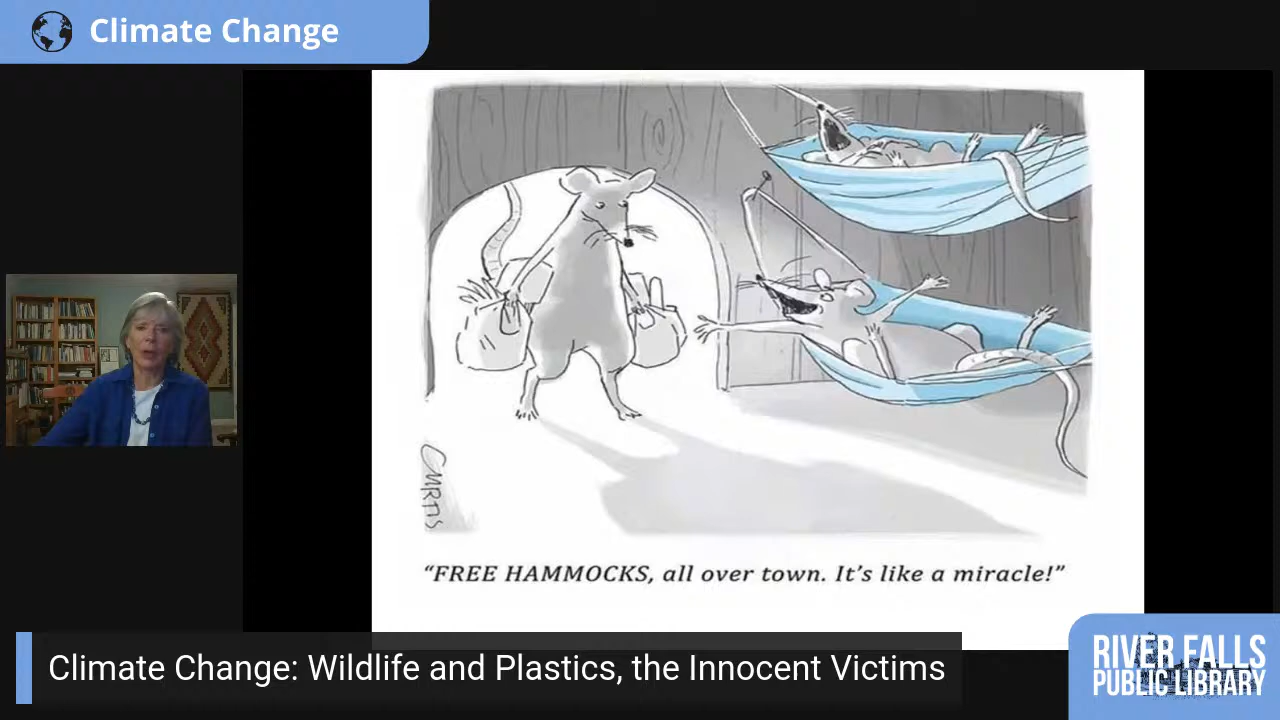 Climate Change
CURTIS
“FREE HAMMOCKS, all over town. It’s like a miracle!”
Climate Change: Wildlife and Plastics, the Innocent Victims
RIVER FALLS
PUBLIC LIBRARY